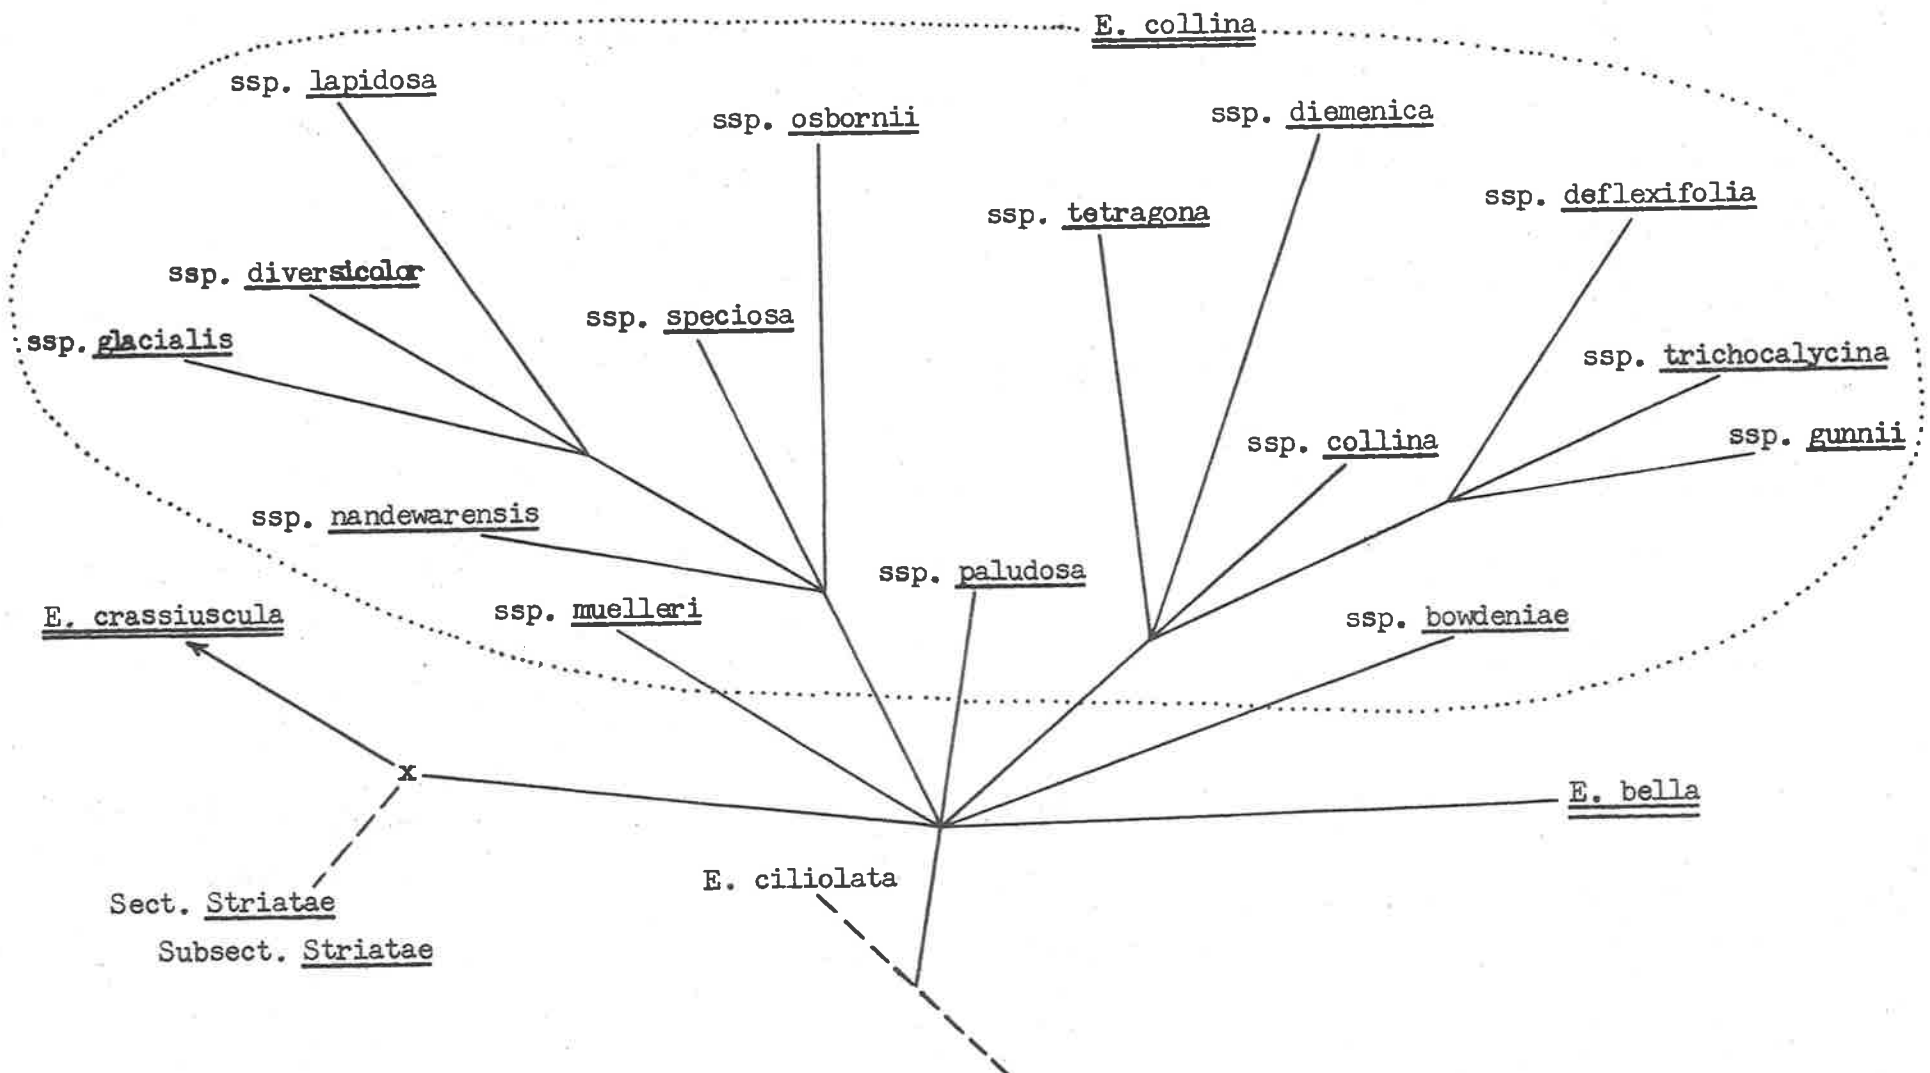 E. collina
ssp. lapidosa
ssp. osbornii
ssp. diemenica
ssp. tetragona
ssp. deflexifolia
ssp. diversicolor
ssp. speciosa
ssp. glacialis
ssp. trichocalycina
ssp. collina
ssp. gunnii
ssp. nandewarensis
ssp. paludosa
E. crassiuscula
ssp. muelleri
ssp. bowdeniae
x
E. bella
E. ciliolata
Sect. Striatae
Subsect. Striatae